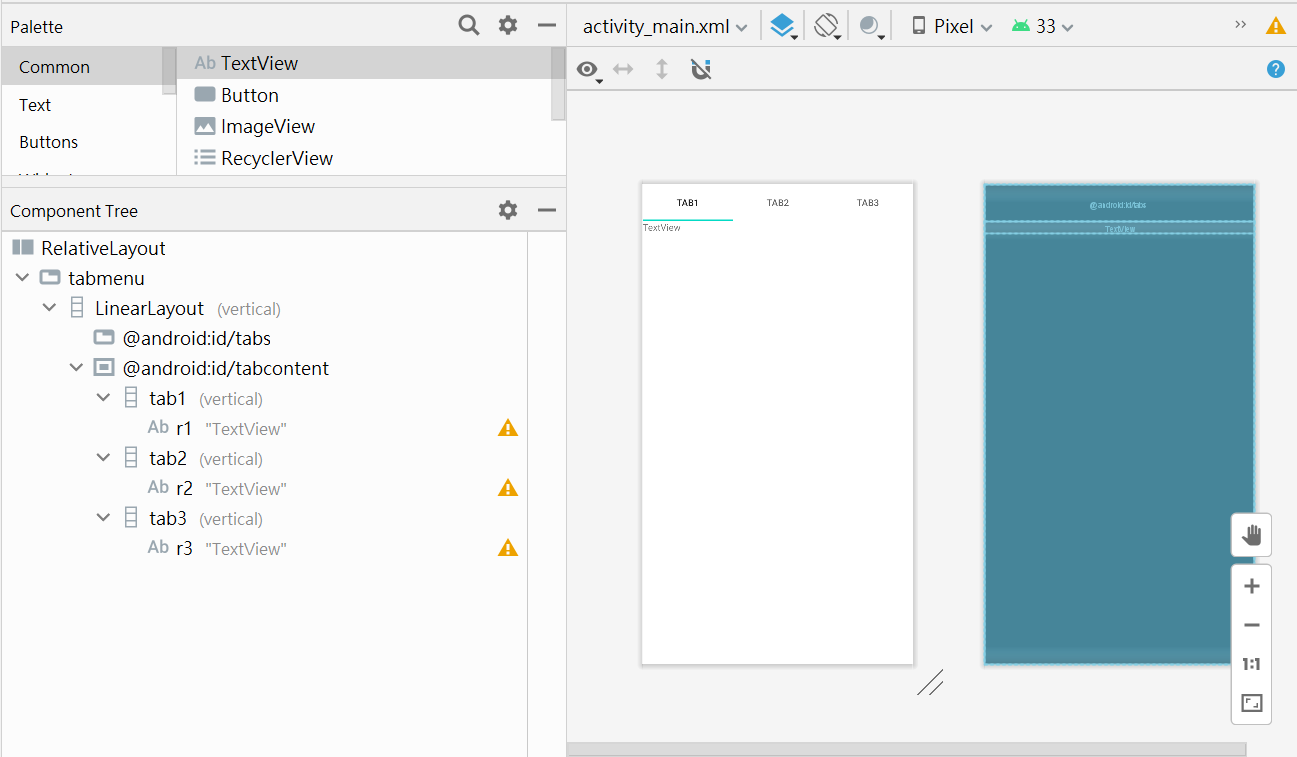 Palette
Common
Text
Buttons
Ab TextView
Button
ImageView
RecyclerView
Component Tree
RelativeLayout
tabmenu
LinearLayout (vertical)
@android:id/tabs
@android:id/tabcontent
tab1 (vertical)
Ab r1 "TextView"
tab2 (vertical)
Ab r2 "TextView"
tab3 (vertical)
Ab r3 "TextView"
activity_main.xml
Pixel
33
TAB1 TAB2 TAB3
TextView
@android:id/tabs
TextView
1:1